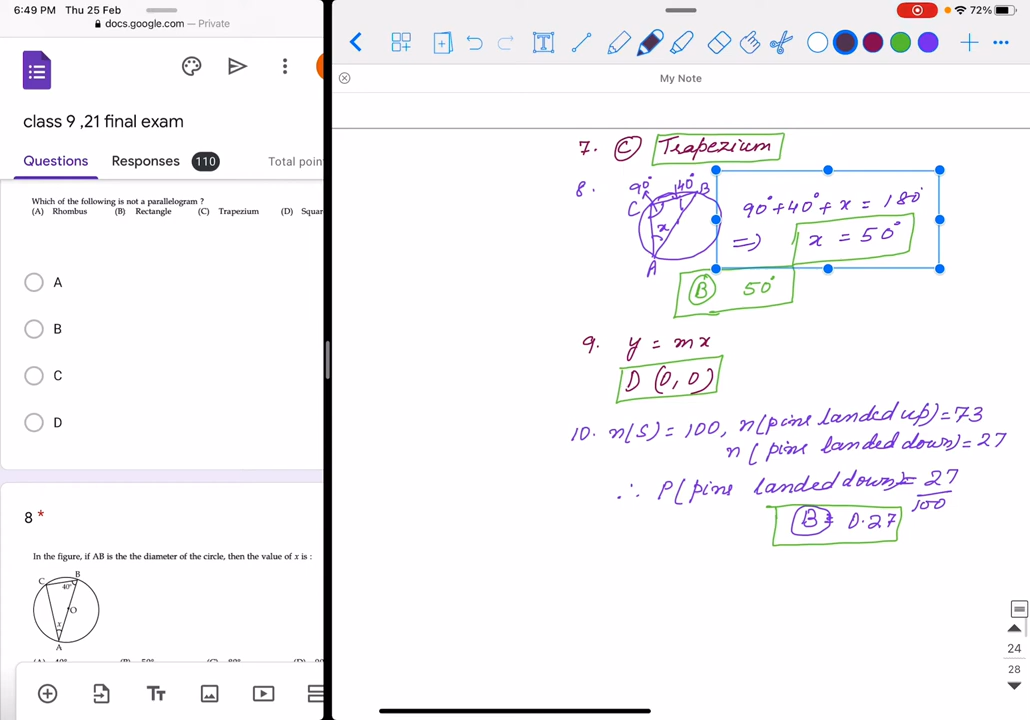 6:49 PM Thu 25 Feb
72%
docs.google.com — Private
My Note
class 9 ,21 final exam
Questions Responses 110 Total poin
Which of the following is not a parallelogram ?
(A) Rhombus (B) Rectangle (C) Trapezium (D) Squar
A
B
C
D
8 *
In the figure, if AB is the the diameter of the circle, then the value of x is :
C B
40°
O
x
A
7. (C) Trapezium
8. 90° 40° B
C
x
A
90° + 40° + x = 180°
=> x = 50°
(B) 50°
9. y = mx
D (0, 0)
10. n(S) = 100, n(pins landed up) = 73
n( pins landed down) = 27
∴ P( pins landed down) = 27
100
(B) = 0.27
Tt
24
28